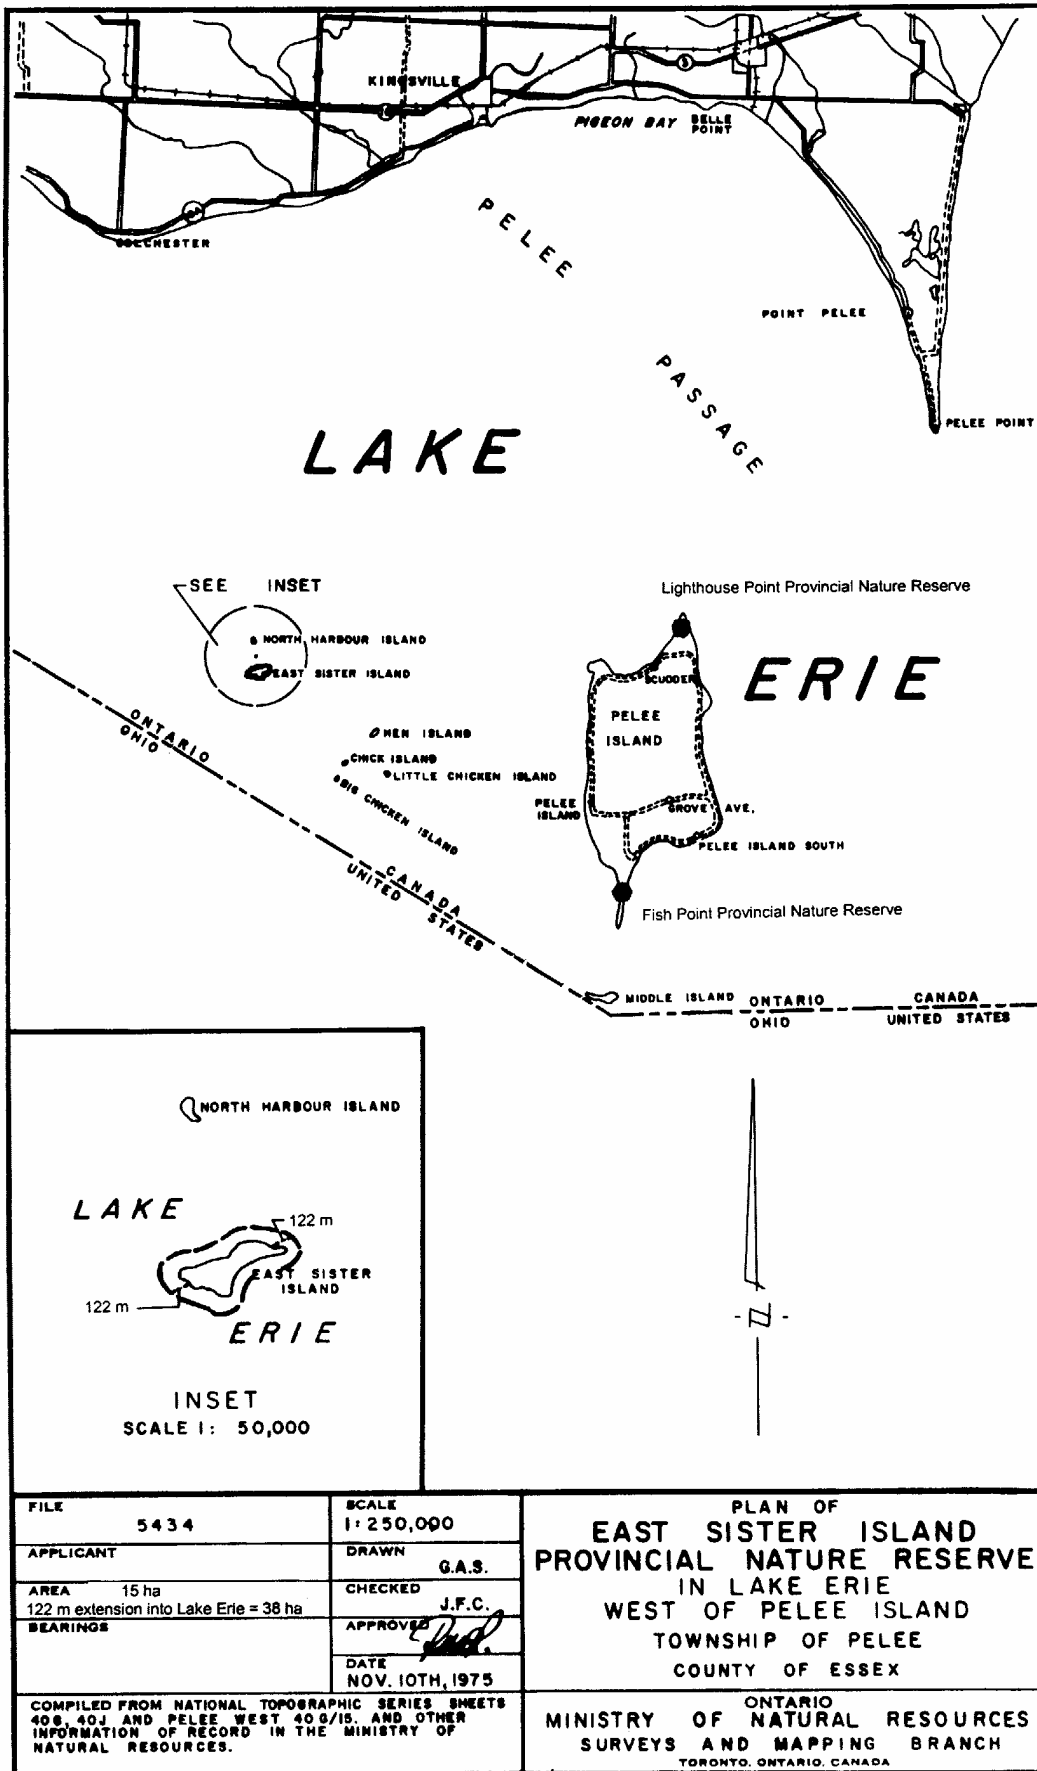 KINGSVILLE
3
3
PIGEON BAY
BELLE
POINT
COLCHESTER
PELEE
PASSAGE
POINT PELEE
PELEE POINT
LAKE
ERIE
SEE INSET
NORTH HARBOUR ISLAND
EAST SISTER ISLAND
Lighthouse Point Provincial Nature Reserve
SCUDDER
PELEE
ISLAND
HEN ISLAND
CHICK ISLAND
LITTLE CHICKEN ISLAND
BIG CHICKEN ISLAND
PELEE
ISLAND
GROVE AVE.
PELEE ISLAND SOUTH
Fish Point Provincial Nature Reserve
ONTARIO
OHIO
CANADA
UNITED STATES
MIDDLE ISLAND
ONTARIO
OHIO
CANADA
UNITED STATES
NORTH HARBOUR ISLAND
LAKE
122 m
EAST SISTER
ISLAND
122 m
ERIE
INSET
SCALE 1: 50,000
N
FILE
5434
SCALE
1:250,000
APPLICANT
DRAWN
G.A.S.
AREA 15 ha
122 m extension into Lake Erie = 38 ha
CHECKED
J.F.C.
BEARINGS
APPROVED
DATE
NOV. 10TH, 1975
COMPILED FROM NATIONAL TOPOGRAPHIC SERIES SHEETS
40G, 40J AND PELEE WEST 40G/15. AND OTHER
INFORMATION OF RECORD IN THE MINISTRY OF
NATURAL RESOURCES.
PLAN OF
EAST SISTER ISLAND
PROVINCIAL NATURE RESERVE
IN LAKE ERIE
WEST OF PELEE ISLAND
TOWNSHIP OF PELEE
COUNTY OF ESSEX
ONTARIO
MINISTRY OF NATURAL RESOURCES
SURVEYS AND MAPPING BRANCH
TORONTO, ONTARIO, CANADA